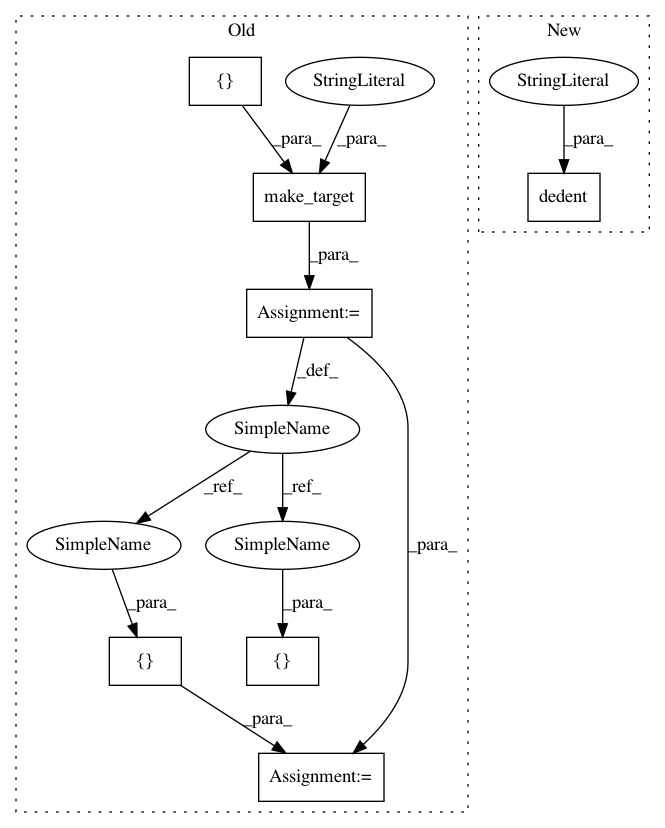 Old
New
{}
StringLiteral
StringLiteral
_para_
_para_
_para_
make_target
dedent
_para_
Assignment:=
_def_
SimpleName
_ref_
_ref_
SimpleName
SimpleName
_para_
_para_
_para_
{}
{}
_para_
Assignment:=